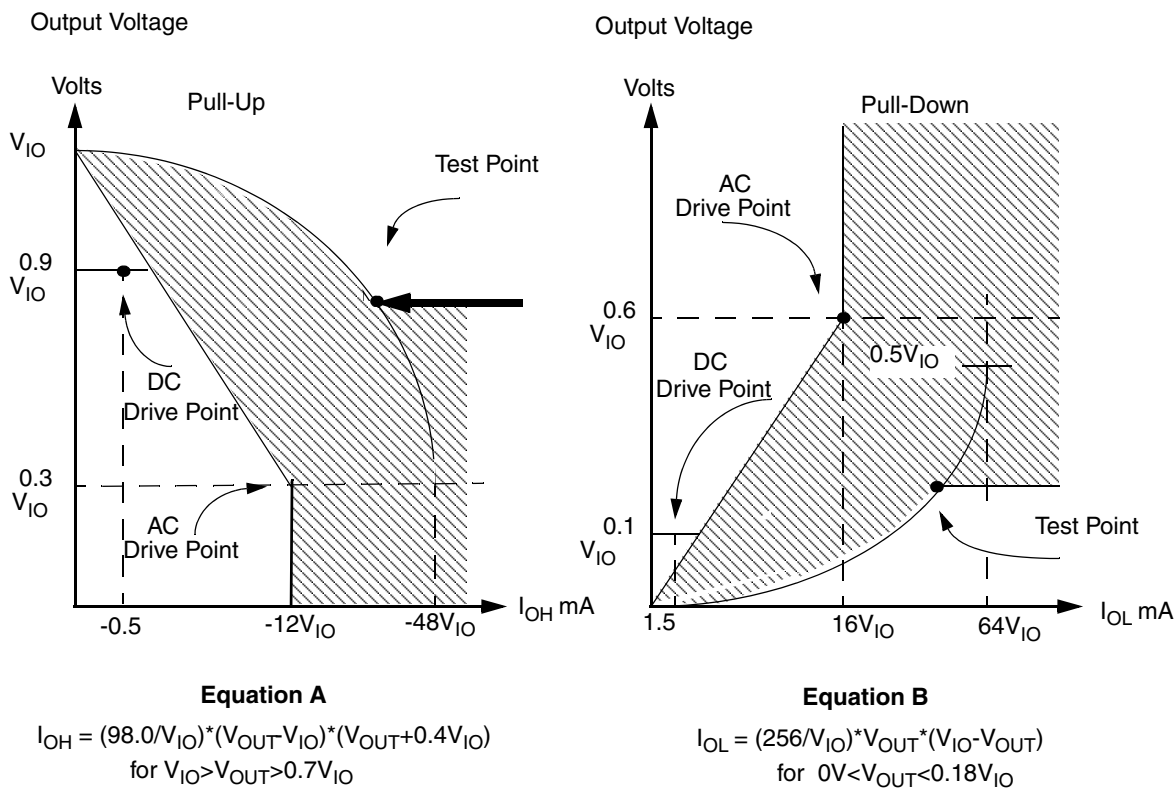 Output Voltage
Volts
Pull-Up
V_IO
Test Point
0.9
V_IO
DC
Drive Point
0.3
V_IO
AC
Drive Point
-0.5
-12V_IO
-48V_IO
I_OH mA
Equation A
I_OH = (98.0/V_IO)*(V_OUT-V_IO)*(V_OUT+0.4V_IO)
for V_IO>V_OUT>0.7V_IO
Output Voltage
Volts
Pull-Down
AC
Drive Point
0.6
V_IO
0.5V_IO
DC
Drive Point
0.1
V_IO
Test Point
1.5
16V_IO
64V_IO
I_OL mA
Equation B
I_OL = (256/V_IO)*V_OUT*(V_IO-V_OUT)
for 0V<V_OUT<0.18V_IO